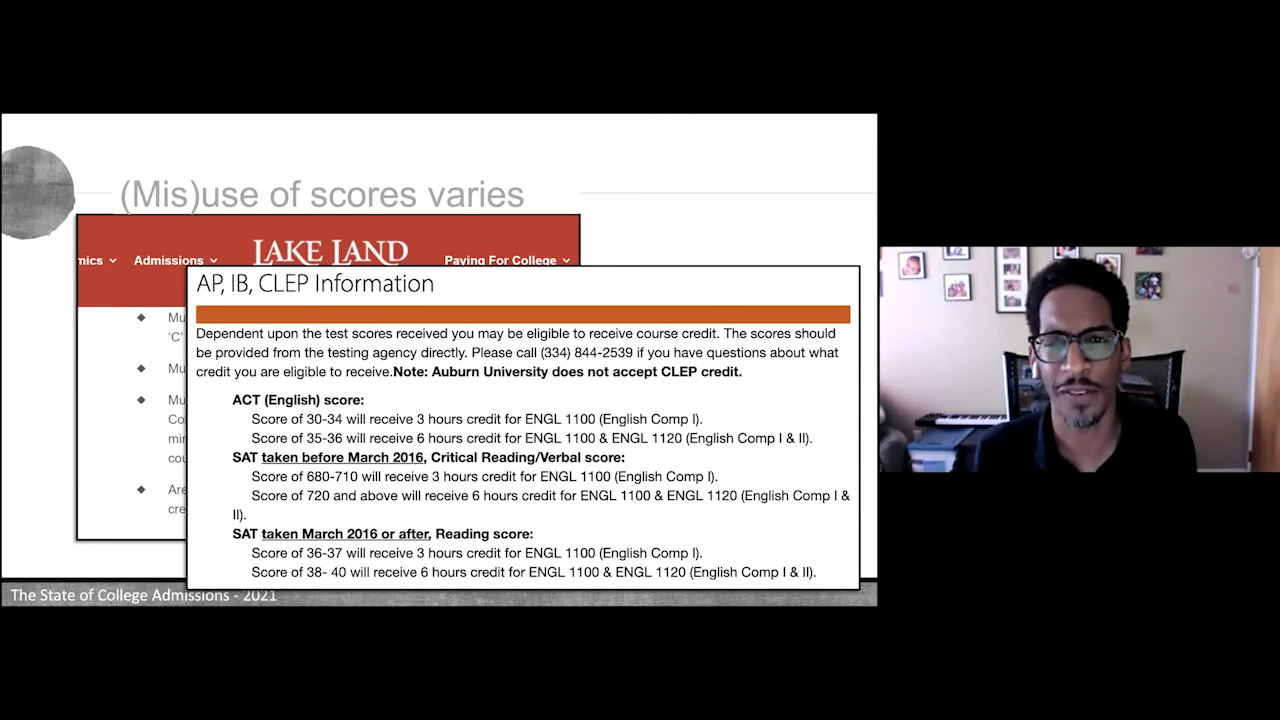 (Mis)use of scores varies
Admissions
LAKE LAND
Paying For College
Mu
'C'
Mu
Mu
Co
cou
Are
cre
AP, IB, CLEP Information
Dependent upon the test scores received you may be eligible to receive course credit. The scores should
be provided from the testing agency directly. Please call (334) 844-2539 if you have questions about what
credit you are eligible to receive.Note: Auburn University does not accept CLEP credit.
ACT (English) score:
Score of 30-34 will receive 3 hours credit for ENGL 1100 (English Comp I).
Score of 35-36 will receive 6 hours credit for ENGL 1100 & ENGL 1120 (English Comp I & II).
SAT taken before March 2016, Critical Reading/Verbal score:
Score of 680-710 will receive 3 hours credit for ENGL 1100 (English Comp I).
Score of 720 and above will receive 6 hours credit for ENGL 1100 & ENGL 1120 (English Comp I &
II).
SAT taken March 2016 or after, Reading score:
Score of 36-37 will receive 3 hours credit for ENGL 1100 (English Comp I).
Score of 38- 40 will receive 6 hours credit for ENGL 1100 & ENGL 1120 (English Comp I & II).
The State of College Admissions - 2021